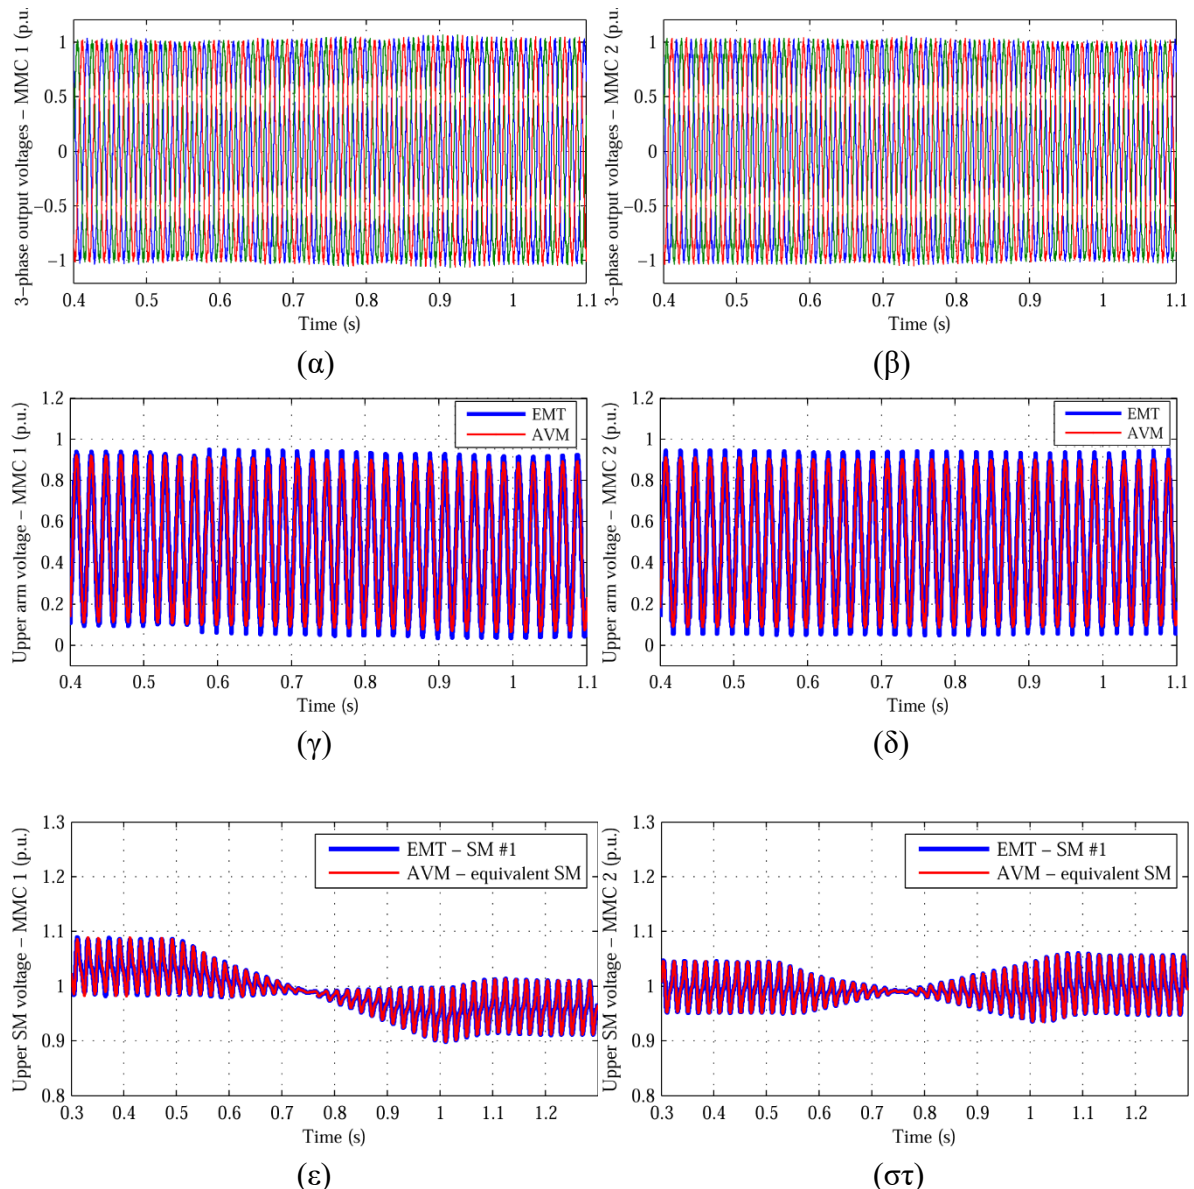 3–phase output voltages – MMC 1 (p.u.
1
0.5
0
−0.5
−1
0.4 0.5 0.6 0.7 0.8 0.9 1 1.1
Time (s)
(α)
3–phase output voltages – MMC 2 (p.u.
1
0.5
0
−0.5
−1
0.4 0.5 0.6 0.7 0.8 0.9 1 1.1
Time (s)
(β)
Upper arm voltage – MMC 1 (p.u.)
1.2
1
0.8
0.6
0.4
0.2
0
EMT
AVM
0.4 0.5 0.6 0.7 0.8 0.9 1 1.1
Time (s)
(γ)
Upper arm voltage – MMC 2 (p.u.)
1.2
1
0.8
0.6
0.4
0.2
0
EMT
AVM
0.4 0.5 0.6 0.7 0.8 0.9 1 1.1
Time (s)
(δ)
Upper SM voltage – MMC 1 (p.u.)
1.3
1.2
1.1
1
0.9
0.8
EMT – SM #1
AVM – equivalent SM
0.3 0.4 0.5 0.6 0.7 0.8 0.9 1 1.1 1.2
Time (s)
(ε)
Upper SM voltage – MMC 2 (p.u.)
1.3
1.2
1.1
1
0.9
0.8
EMT – SM #1
AVM – equivalent SM
0.3 0.4 0.5 0.6 0.7 0.8 0.9 1 1.1 1.2
Time (s)
(στ)